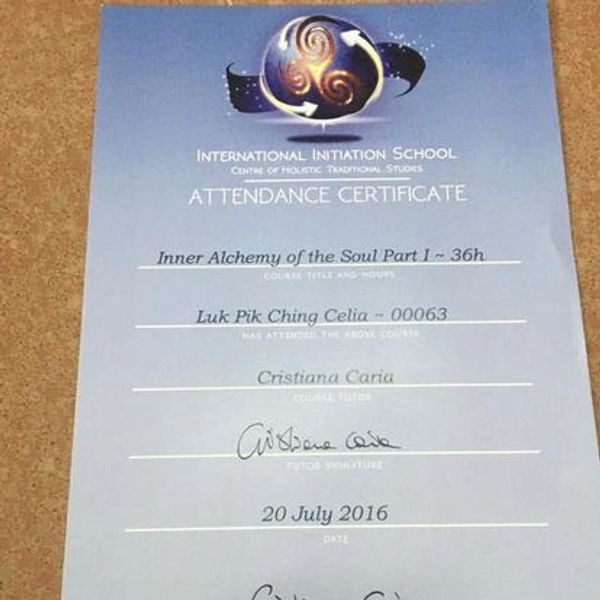 INTERNATIONAL INITIATION SCHOOL
CENTRE OF HOLISTIC TRADITIONAL STUDIES
ATTENDANCE CERTIFICATE
Inner Alchemy of the Soul Part I ~ 36h
COURSE TITLE AND HOURS
Luk Pik Ching Celia ~ 00063
HAS ATTENDED THE ABOVE COURSE
Cristiana Caria
COURSE TUTOR
Cristiana Caria
TUTOR SIGNATURE
20 July 2016
DATE